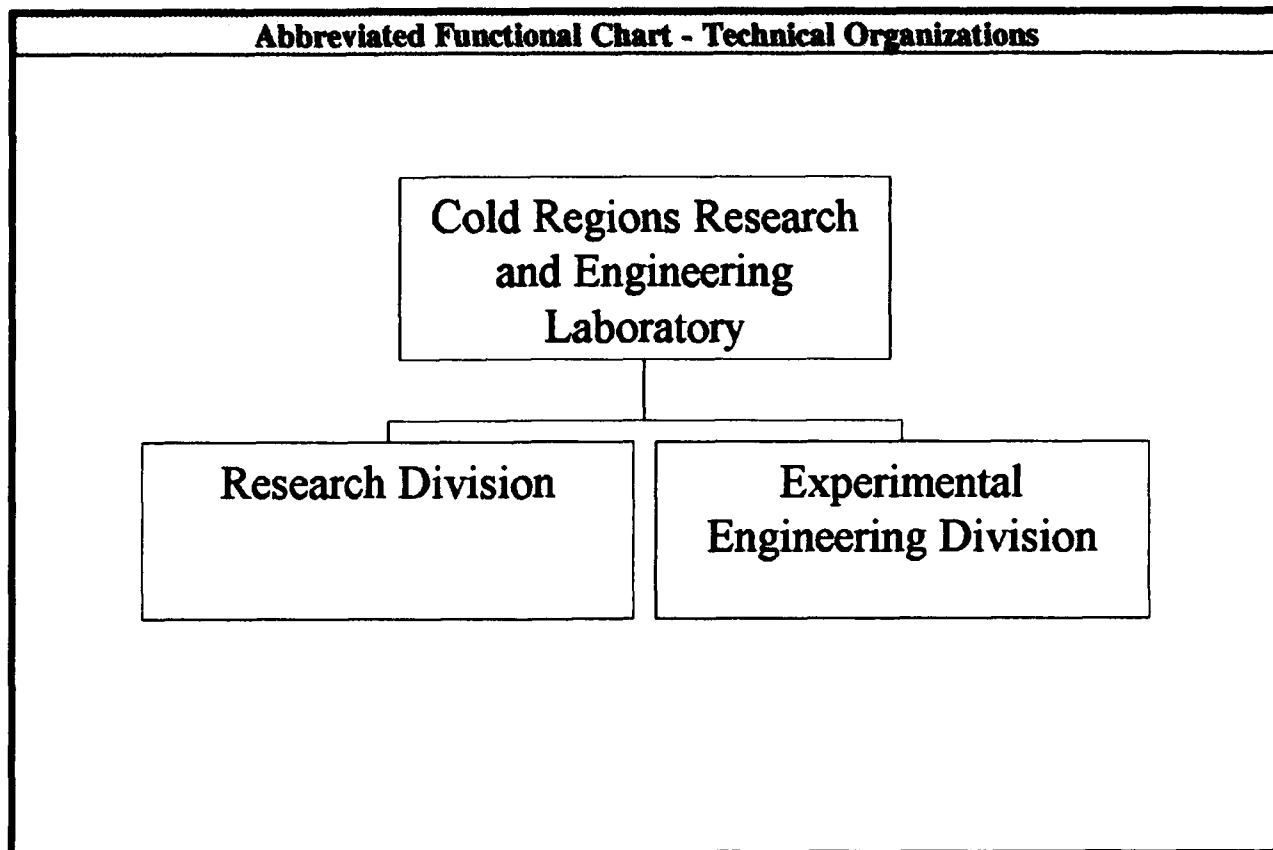 Abbreviated Functional Chart - Technical Organizations
Cold Regions Research
and Engineering
Laboratory
Research Division
Experimental
Engineering Division